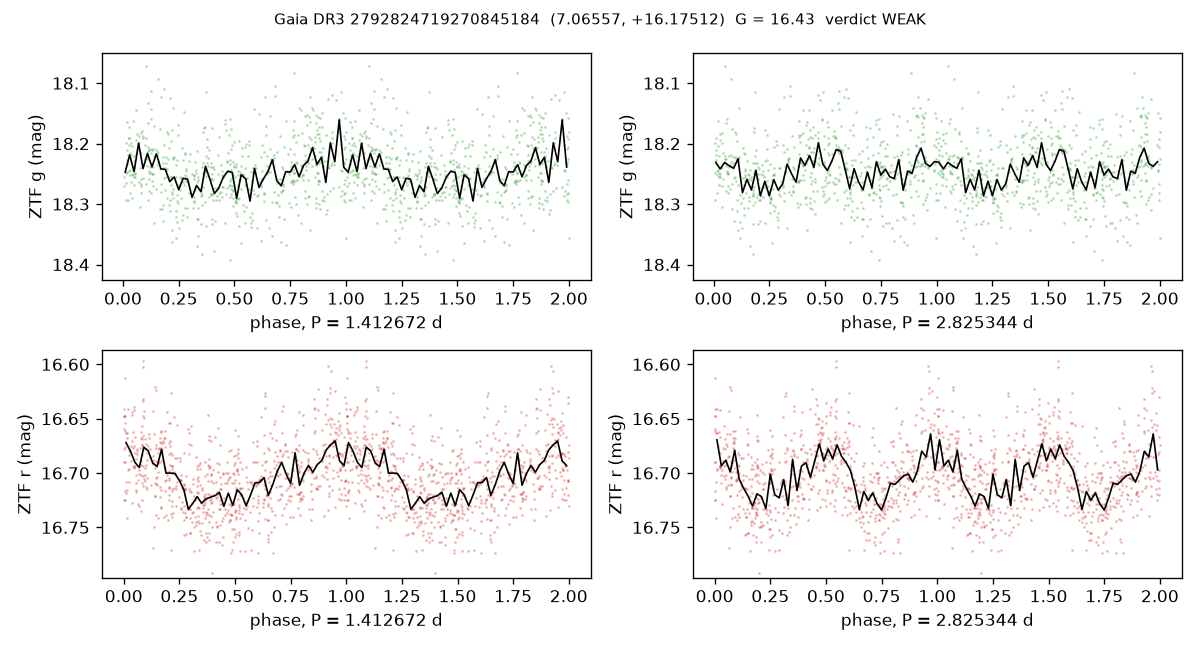 Gaia DR3 2792824719270845184  (7.06557, +16.17512)  G = 16.43  verdict WEAK
ZTF g (mag)
18.1
18.2
18.3
18.4
0.00 0.25 0.50 0.75 1.00 1.25 1.50 1.75 2.00
phase, P = 1.412672 d
ZTF g (mag)
18.1
18.2
18.3
18.4
0.00 0.25 0.50 0.75 1.00 1.25 1.50 1.75 2.00
phase, P = 2.825344 d
ZTF r (mag)
16.60
16.65
16.70
16.75
0.00 0.25 0.50 0.75 1.00 1.25 1.50 1.75 2.00
phase, P = 1.412672 d
ZTF r (mag)
16.60
16.65
16.70
16.75
0.00 0.25 0.50 0.75 1.00 1.25 1.50 1.75 2.00
phase, P = 2.825344 d